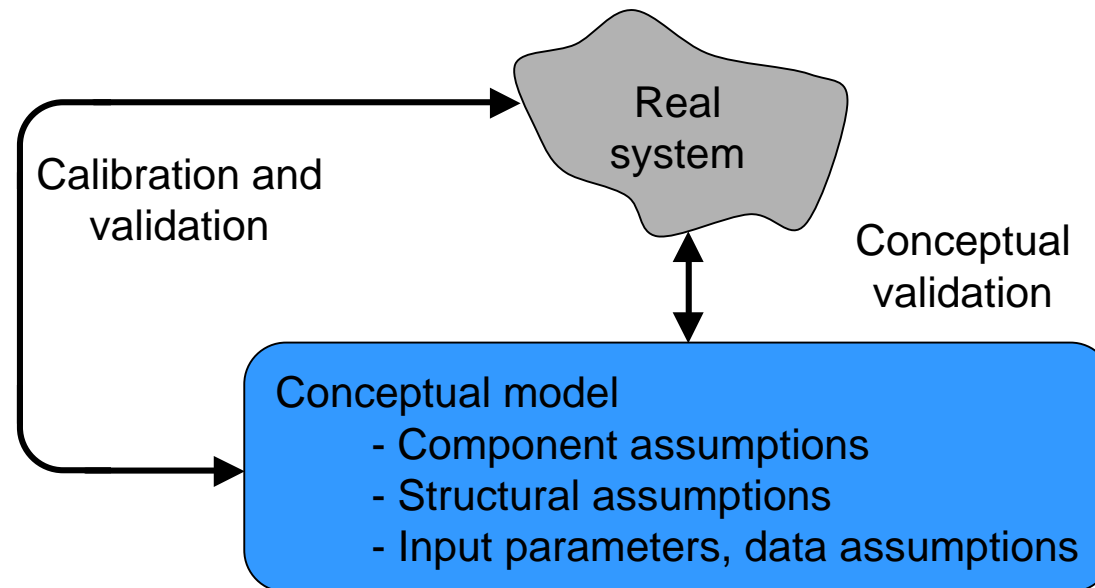 Real
system
Calibration and
validation
Conceptual
validation
Conceptual model
- Component assumptions
- Structural assumptions
- Input parameters, data assumptions